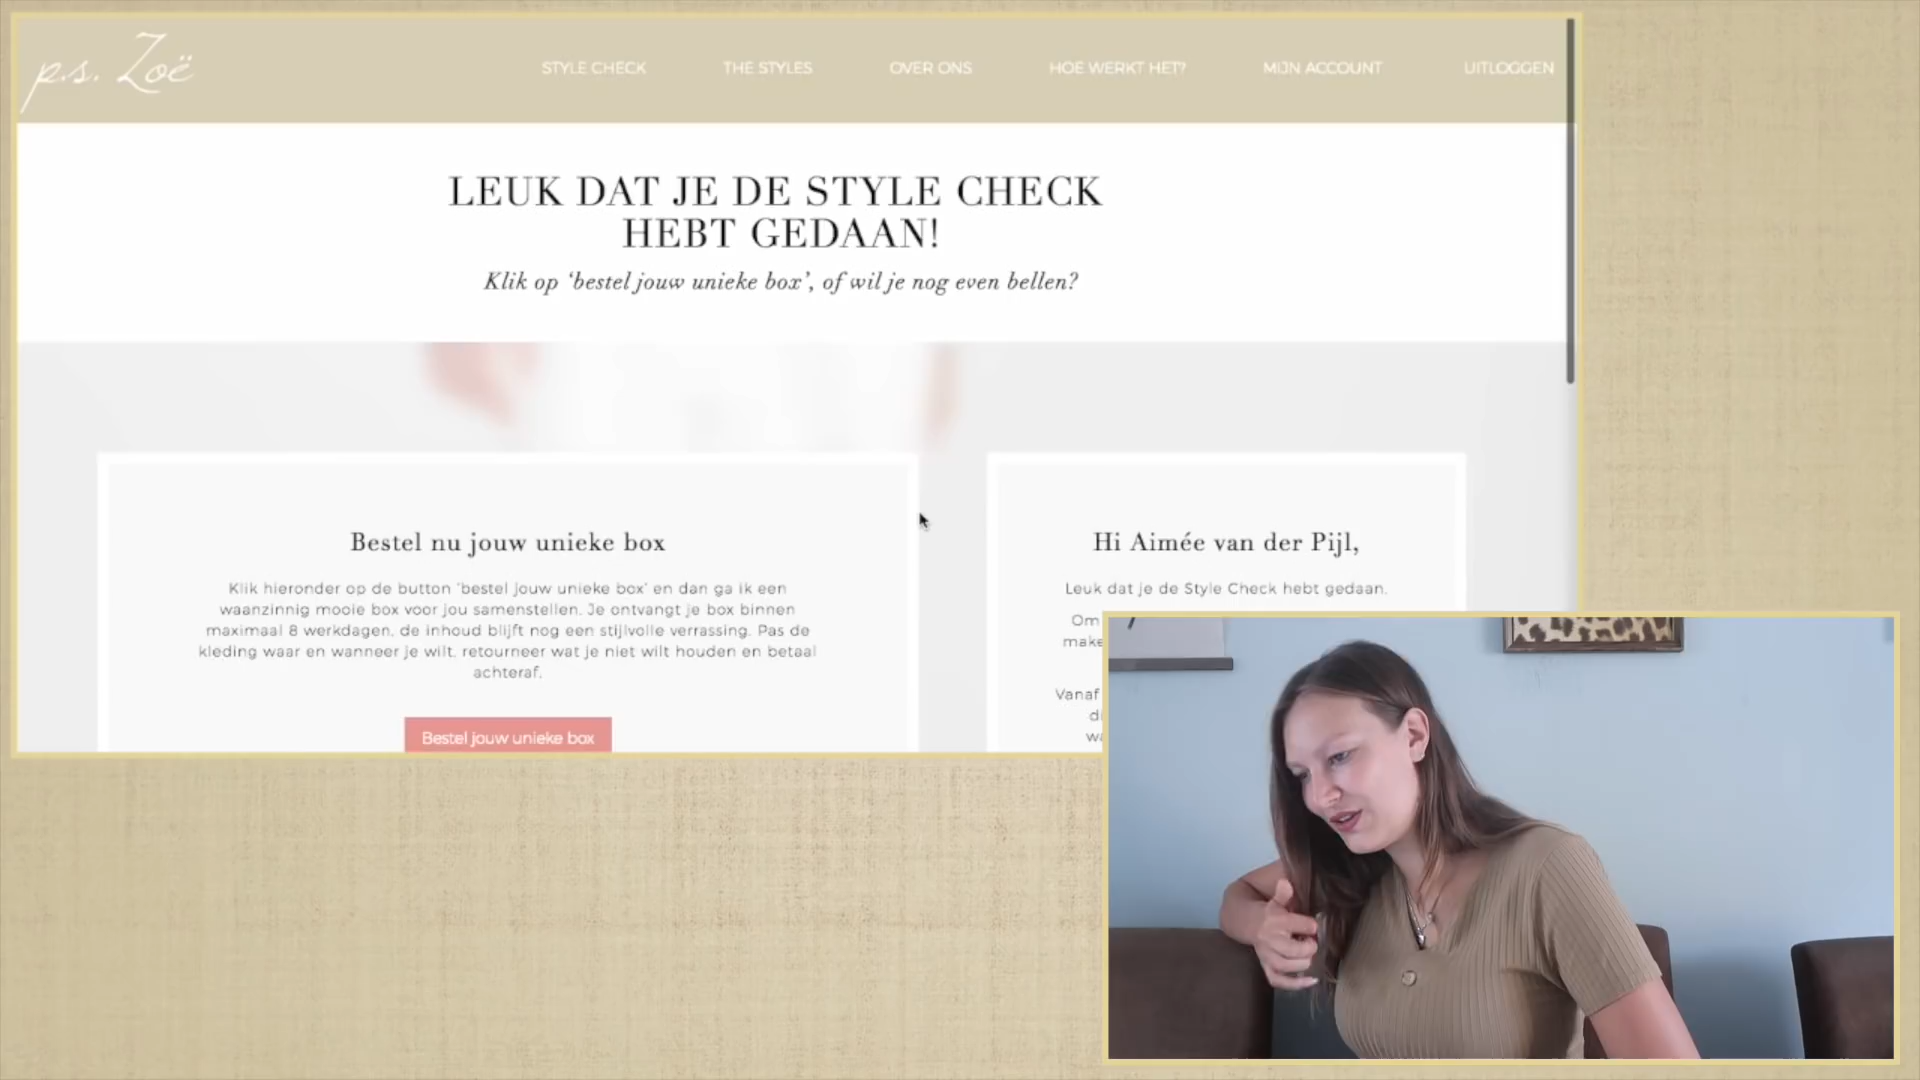 p.s. Zoë
STYLE CHECK
THE STYLES
OVER ONS
HOE WERKT HET?
MIJN ACCOUNT
UITLOGGEN
LEUK DAT JE DE STYLE CHECK
HEBT GEDAAN!
Klik op ‘bestel jouw unieke box’, of wil je nog even bellen?
Bestel nu jouw unieke box
Klik hieronder op de button ‘bestel jouw unieke box’ en dan ga ik een
waanzinnig mooie box voor jou samenstellen. Je ontvangt je box binnen
maximaal 8 werkdagen, de inhoud blijft nog een stijlvolle verrassing. Pas de
kleding waar en wanneer je wilt, retourneer wat je niet wilt houden en betaal
achteraf.
Bestel jouw unieke box
Hi Aimée van der Pijl,
Leuk dat je de Style Check hebt gedaan.
Om
make
Vanaf
di
wa